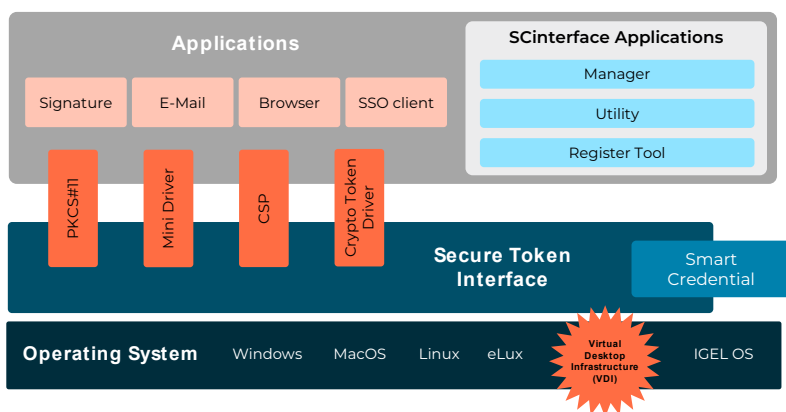 Applications
SCinterface Applications
Manager
Utility
Register Tool
Signature
E-Mail
Browser
SSO client
PKCS#11
Mini Driver
CSP
Crypto Token
Driver
Secure Token
Interface
Smart
Credential
Operating System
Windows
MacOS
Linux
eLux
Virtual
Desktop
Infrastructure
(VDI)
IGEL OS